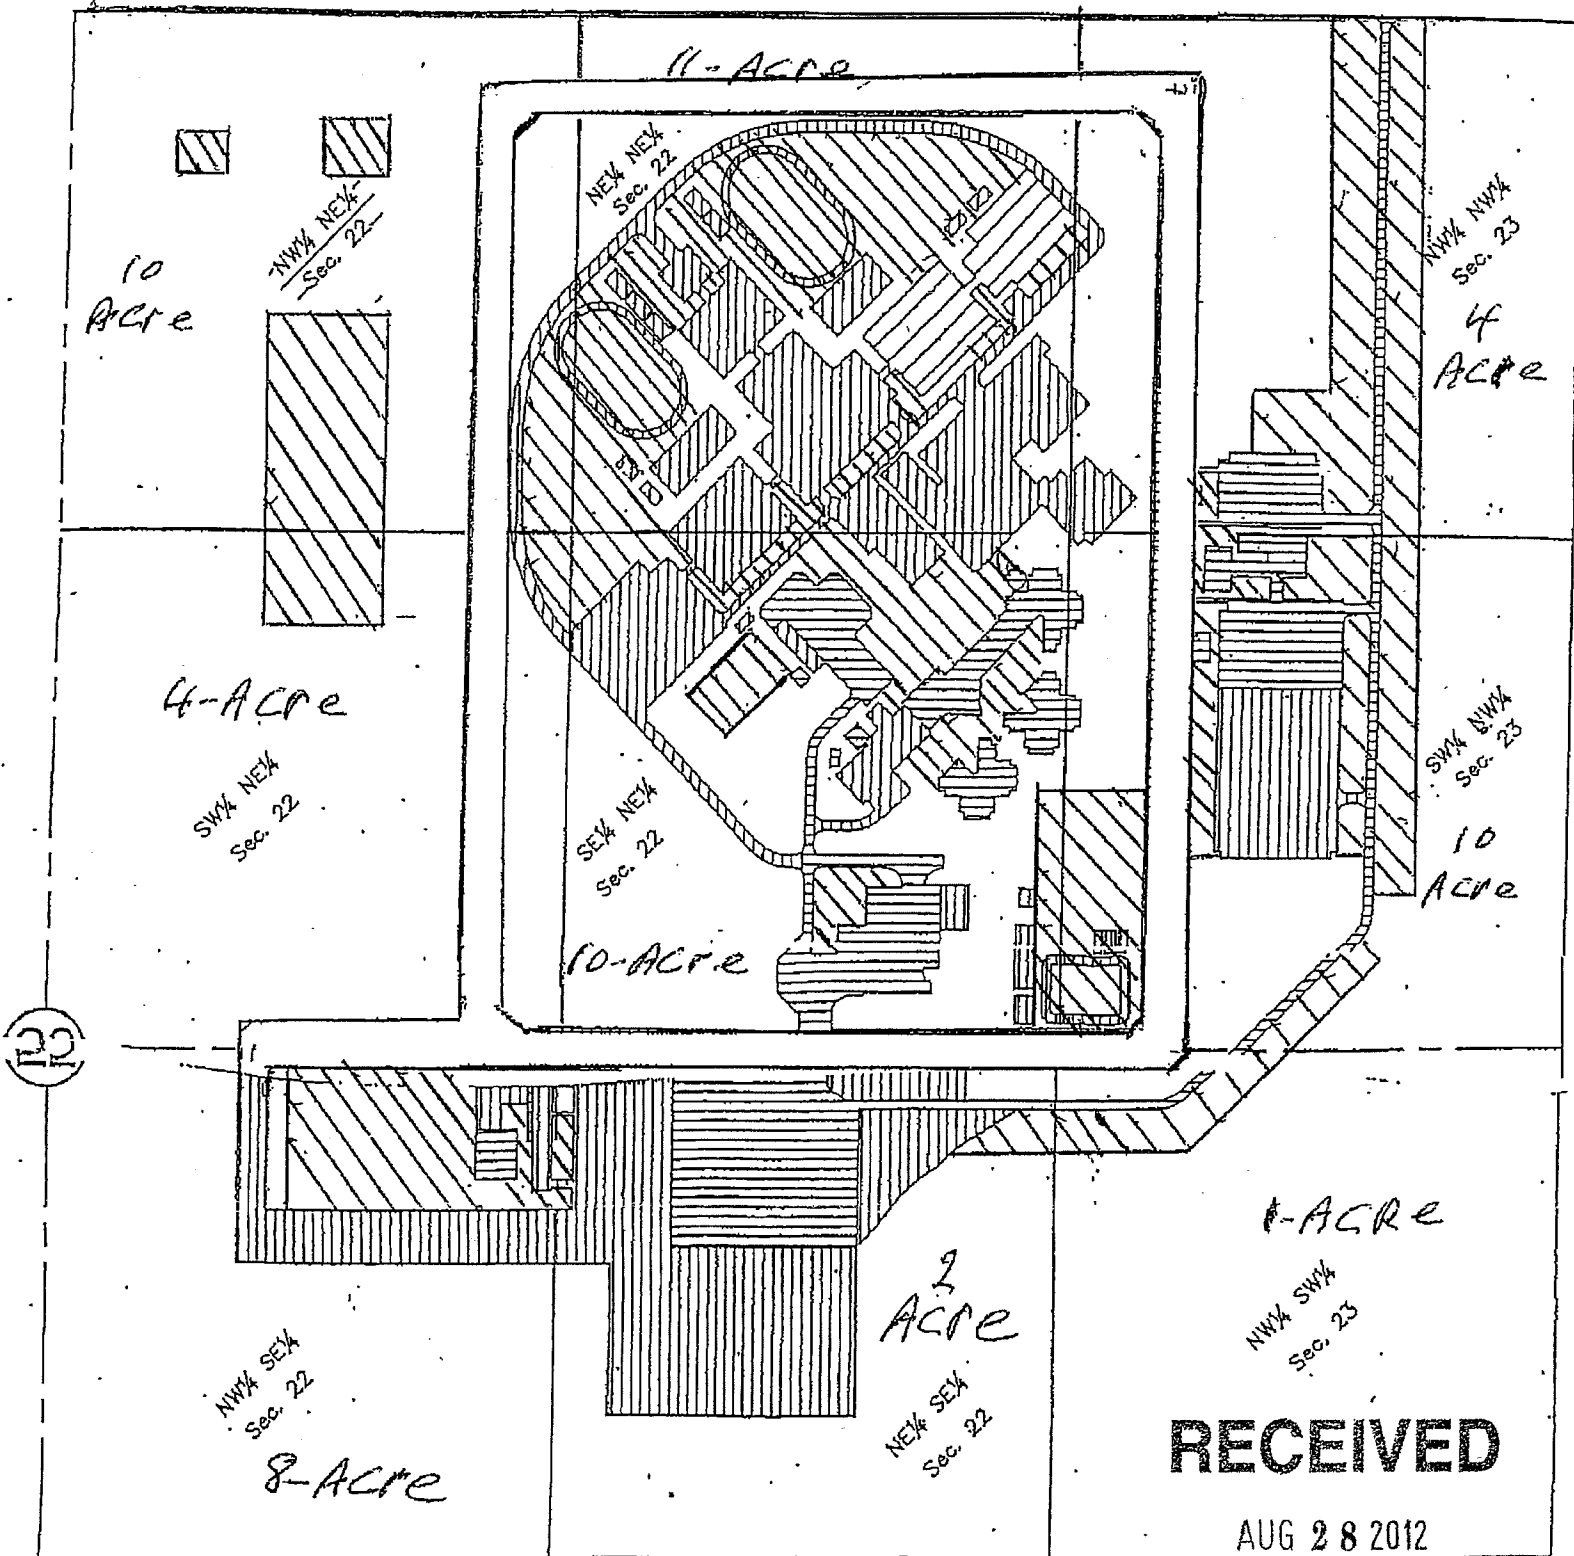 11-Acre
NE¼ NE¼
Sec. 22
NW¼ NE¼
Sec. 22
10
Acre
NW¼ NW¼
Sec. 23
4
Acre
4-Acre
SW¼ NE¼
Sec. 22
SE¼ NE¼
Sec. 22
10-Acre
SW¼ NW¼
Sec. 23
10
Acre
22
1-ACRe
NW¼ SW¼
Sec. 23
2
Acre
NE¼ SE¼
Sec. 22
NW¼ SE¼
Sec. 22
8-Acre
RECEIVED
AUG 28 2012